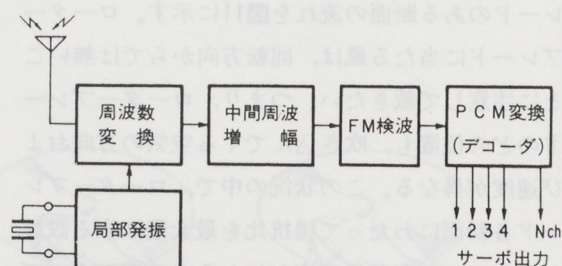 周波数
変 換
中間周波
増 幅
FM検波
PCM変換
(デコーダ)
局部発振
1 2 3 4 Nch
サーボ出力